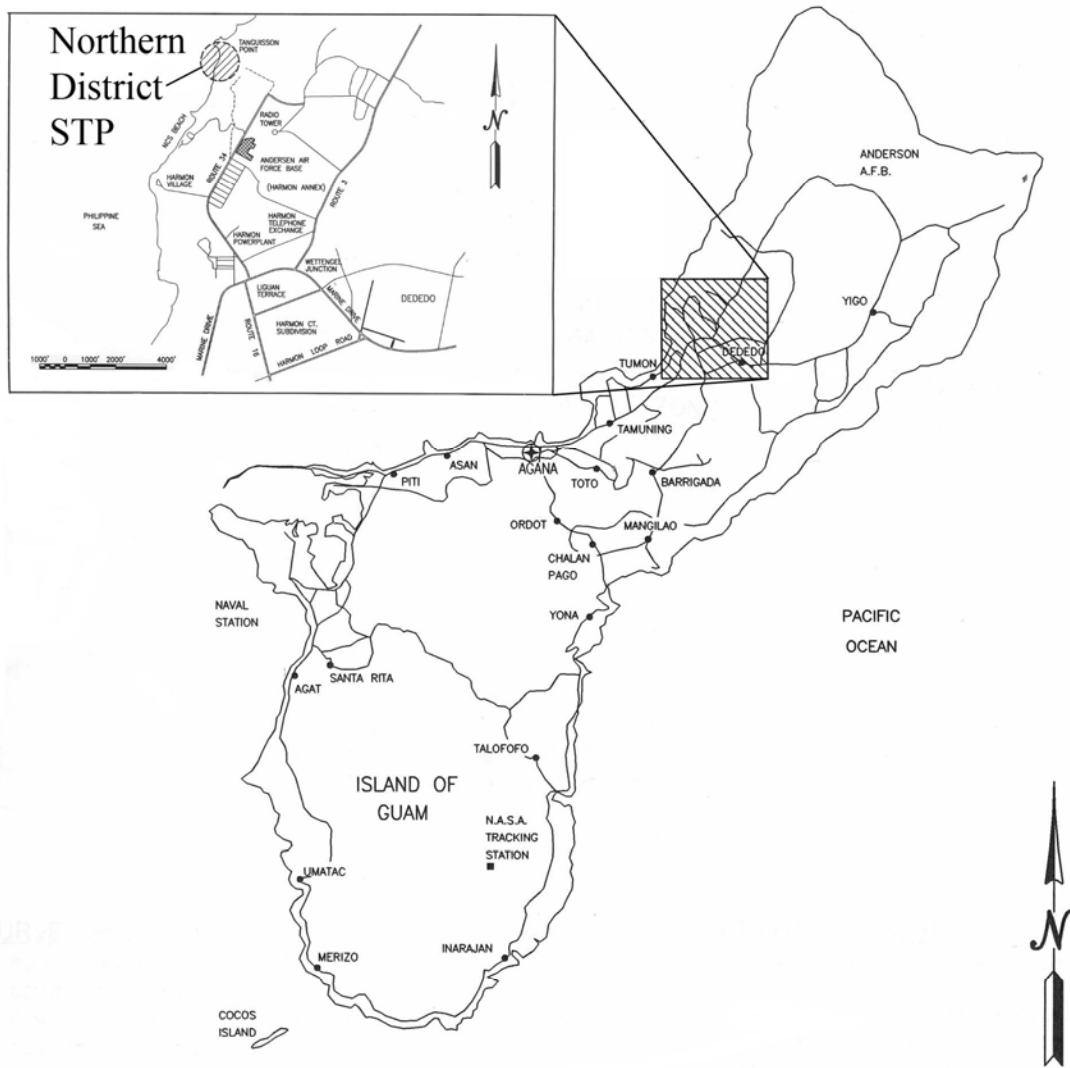 Northern
District
STP
TANGUISSON
POINT
NCS BEACH
RADIO
TOWER
ROUTE 34
ANDERSEN AIR
FORCE BASE
HARMON
VILLAGE
(HARMON ANNEX)
ROUTE 3
PHILIPPINE
SEA
HARMON
TELEPHONE
EXCHANGE
HARMON
POWERPLANT
WETTENGEL
JUNCTION
LIGUAN
TERRACE
MARINE DRIVE
DEDEDO
MARINE DRIVE
ROUTE 16
HARMON CT.
SUBDIVISION
HARMON LOOP ROAD
1000' 0 1000' 2000' 4000'
N
ANDERSON
A.F.B.
YIGO
DEDEDO
TUMON
TAMUNING
ASAN
AGANA
PITI
TOTO
BARRIGADA
ORDOT
MANGILAO
CHALAN
PAGO
NAVAL
STATION
YONA
PACIFIC
OCEAN
SANTA RITA
AGAT
TALOFOFO
ISLAND OF
GUAM
N.A.S.A.
TRACKING
STATION
UMATAC
INARAJAN
MERIZO
COCOS
ISLAND
N